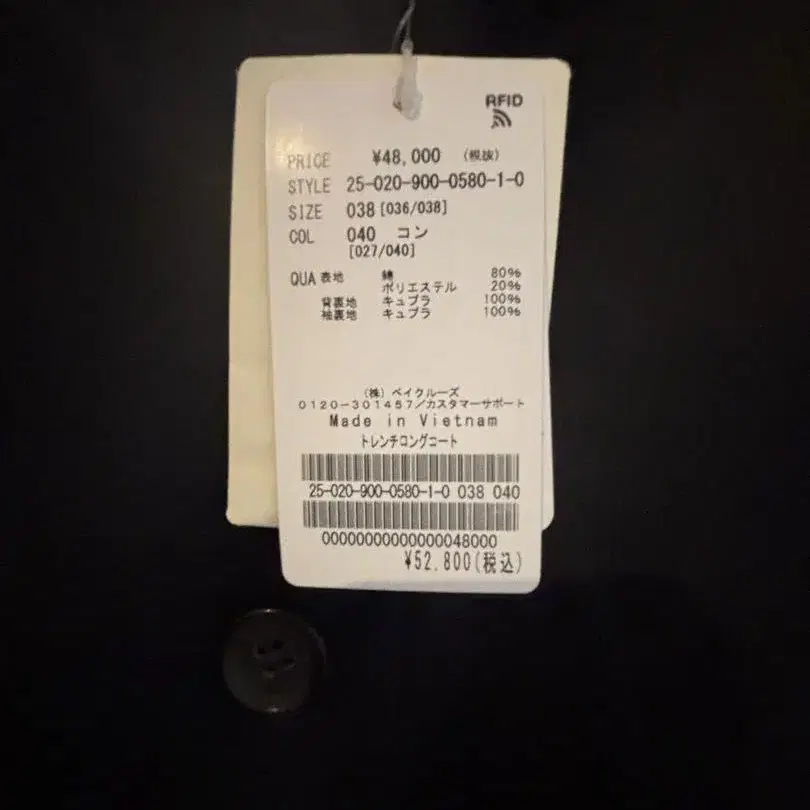 RFID
PRICE ¥48,000 (税抜)
STYLE 25-020-900-0580-1-0
SIZE 038 [036/038]
COL 040 コン
[027/040]
QUA 表地 綿 80%
ポリエステル 20%
背裏地 キュプラ 100%
袖裏地 キュプラ 100%
(株) ベイクルーズ
0120-301457/カスタマーサポート
Made in Vietnam
トレンチロングコート
25-020-900-0580-1-0 038 040
00000000000000048000
¥52,800(税込)